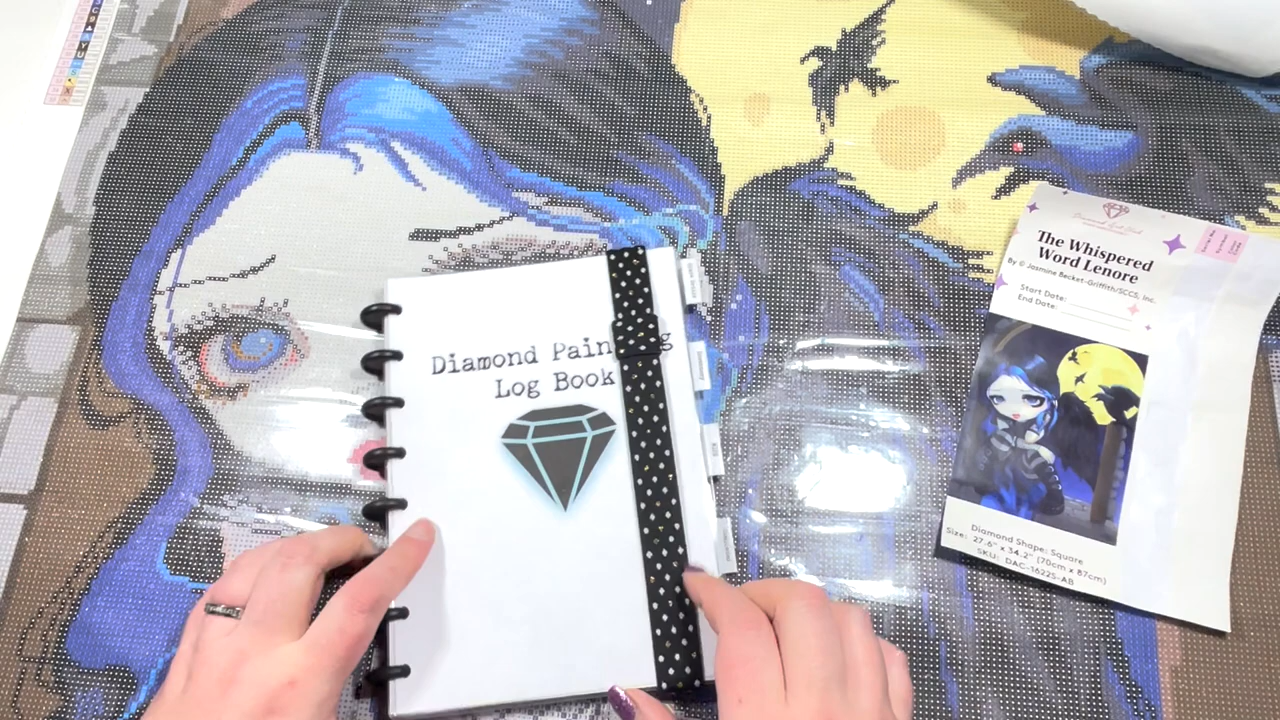 Diamond Pain g
Log Book
The Whispered
Word Lenore
By © Jasmine Becket-Griffith/SCCS, Inc.
Start Date:
End Date:
Diamond Shape: Square
Size: 27.6" x 34.2" (70cm x 87cm)
SKU: DAC-16225-AB